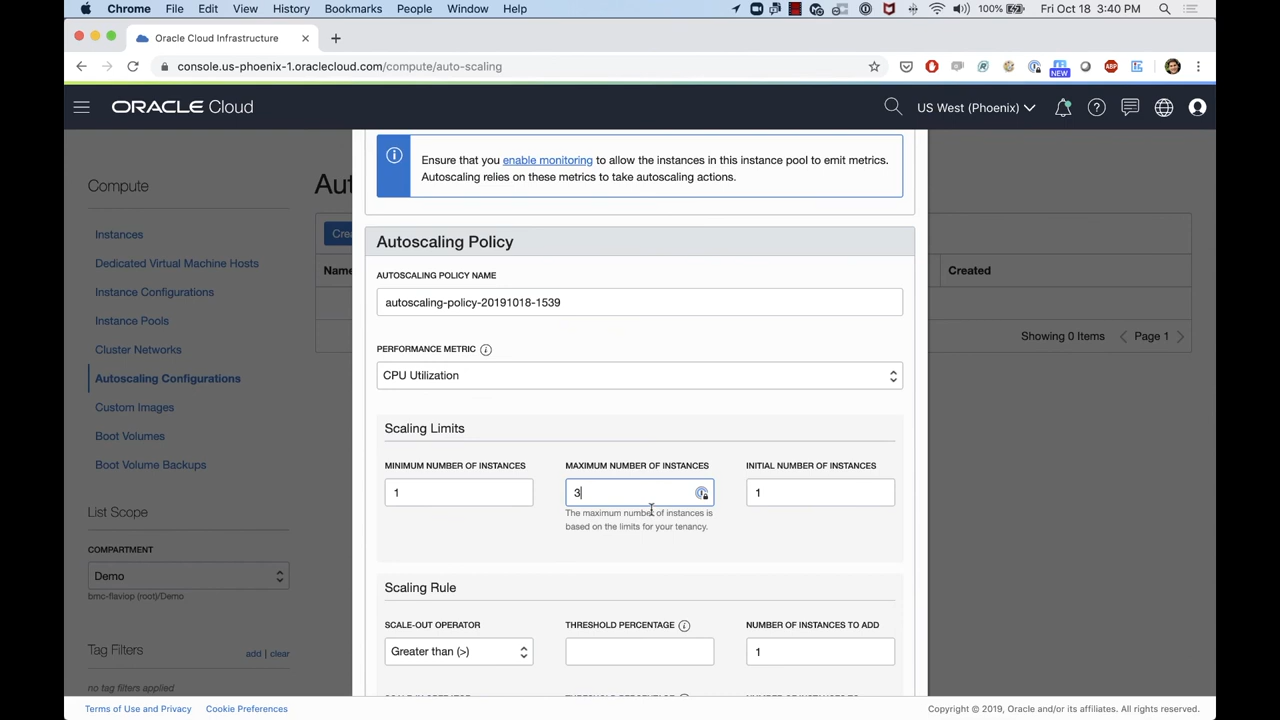 Chrome File Edit View History Bookmarks People Window Help 100% Fri Oct 18 3:40 PM
Oracle Cloud Infrastructure
console.us-phoenix-1.oraclecloud.com/compute/auto-scaling
NEW
ABP
ORACLE Cloud
US West (Phoenix)
Ensure that you enable monitoring to allow the instances in this instance pool to emit metrics.
Autoscaling relies on these metrics to take autoscaling actions.
Compute
Instances
Dedicated Virtual Machine Hosts
Instance Configurations
Instance Pools
Cluster Networks
Autoscaling Configurations
Custom Images
Boot Volumes
Boot Volume Backups
List Scope
COMPARTMENT
Demo
bmc-flaviop (root)/Demo
Tag Filters
add | clear
no tag filters applied
Aut
Crea
Name
Created
Showing 0 Items
Page 1
Autoscaling Policy
AUTOSCALING POLICY NAME
autoscaling-policy-20191018-1539
PERFORMANCE METRIC
CPU Utilization
Scaling Limits
MINIMUM NUMBER OF INSTANCES
1
MAXIMUM NUMBER OF INSTANCES
3
The maximum number of instances is
based on the limits for your tenancy.
INITIAL NUMBER OF INSTANCES
1
Scaling Rule
SCALE-OUT OPERATOR
Greater than (>)
THRESHOLD PERCENTAGE
NUMBER OF INSTANCES TO ADD
1
Terms of Use and Privacy
Cookie Preferences
Copyright © 2019, Oracle and/or its affiliates. All rights reserved.